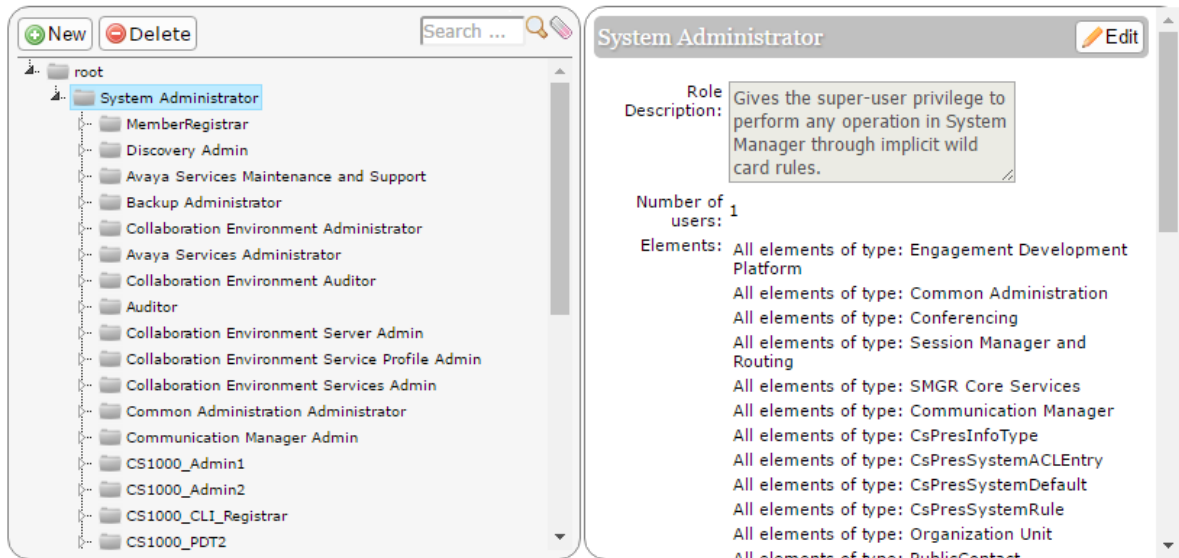 New
Delete
Search ...
root
System Administrator
MemberRegistrar
Discovery Admin
Avaya Services Maintenance and Support
Backup Administrator
Collaboration Environment Administrator
Avaya Services Administrator
Collaboration Environment Auditor
Auditor
Collaboration Environment Server Admin
Collaboration Environment Service Profile Admin
Collaboration Environment Services Admin
Common Administration Administrator
Communication Manager Admin
CS1000_Admin1
CS1000_Admin2
CS1000_CLI_Registrar
CS1000_PDT2
System Administrator
Edit
Role
Description:
Gives the super-user privilege to
perform any operation in System
Manager through implicit wild
card rules.
Number of
users:
1
Elements:
All elements of type: Engagement Development
Platform
All elements of type: Common Administration
All elements of type: Conferencing
All elements of type: Session Manager and
Routing
All elements of type: SMGR Core Services
All elements of type: Communication Manager
All elements of type: CsPresInfoType
All elements of type: CsPresSystemACLEntry
All elements of type: CsPresSystemDefault
All elements of type: CsPresSystemRule
All elements of type: Organization Unit
All elements of type: PublicContact